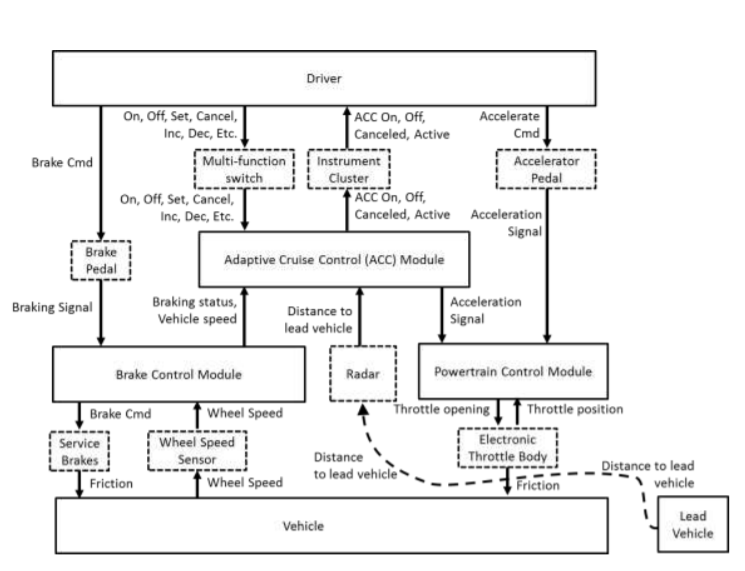 Driver
On, Off, Set, Cancel,
Inc, Dec, Etc.
ACC On, Off,
Canceled, Active
Accelerate
Cmd
Brake Cmd
Multi-function
switch
Instrument
Cluster
Accelerator
Pedal
On, Off, Set, Cancel,
Inc, Dec, Etc.
ACC On, Off,
Canceled, Active
Acceleration
Signal
Brake
Pedal
Adaptive Cruise Control (ACC) Module
Braking Signal
Braking status,
Vehicle speed
Distance to
lead vehicle
Acceleration
Signal
Brake Control Module
Radar
Powertrain Control Module
Brake Cmd
Wheel Speed
Throttle opening
Throttle position
Service
Brakes
Wheel Speed
Sensor
Electronic
Throttle Body
Distance
to lead vehicle
Distance to lead
vehicle
Friction
Wheel Speed
Friction
Vehicle
Lead
Vehicle